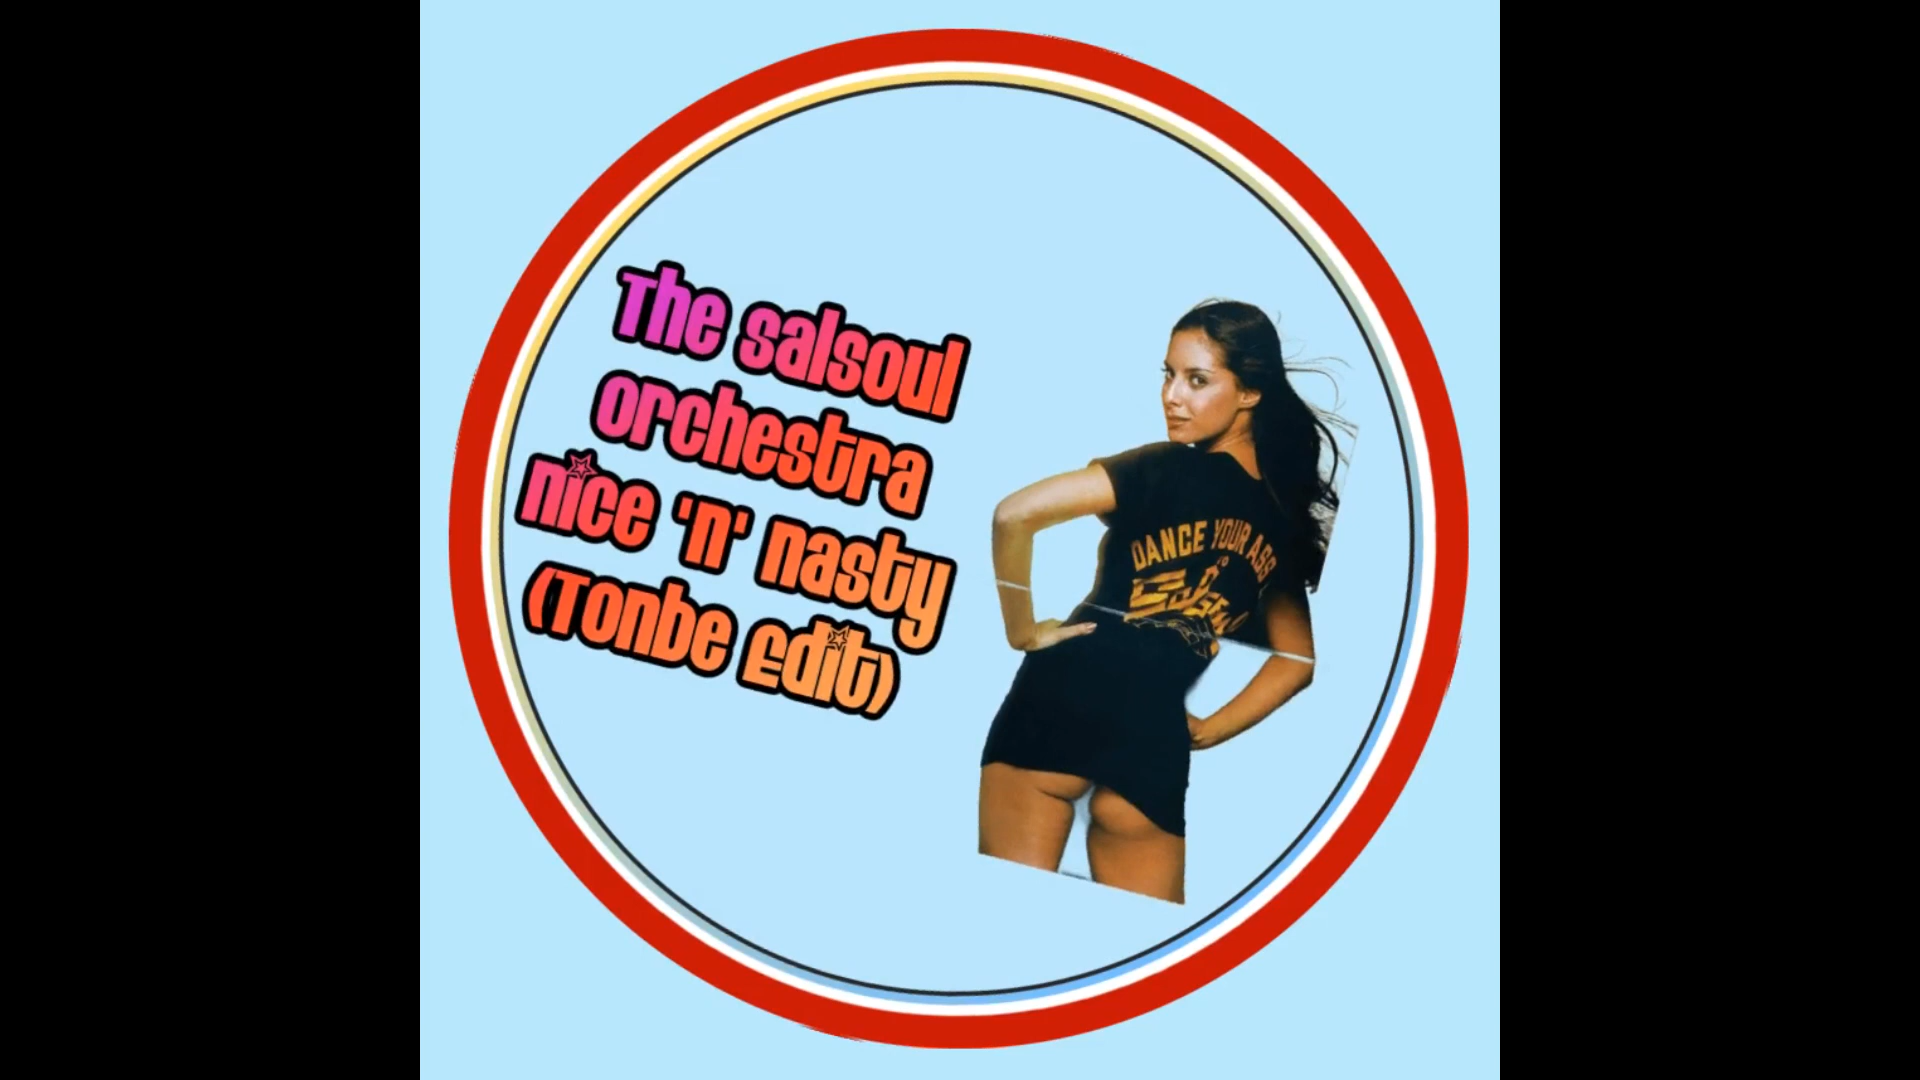 The Salsoul
Orchestra
Nice 'n' Nasty
(Tonbe Edit)
DANCE YOUR ASS